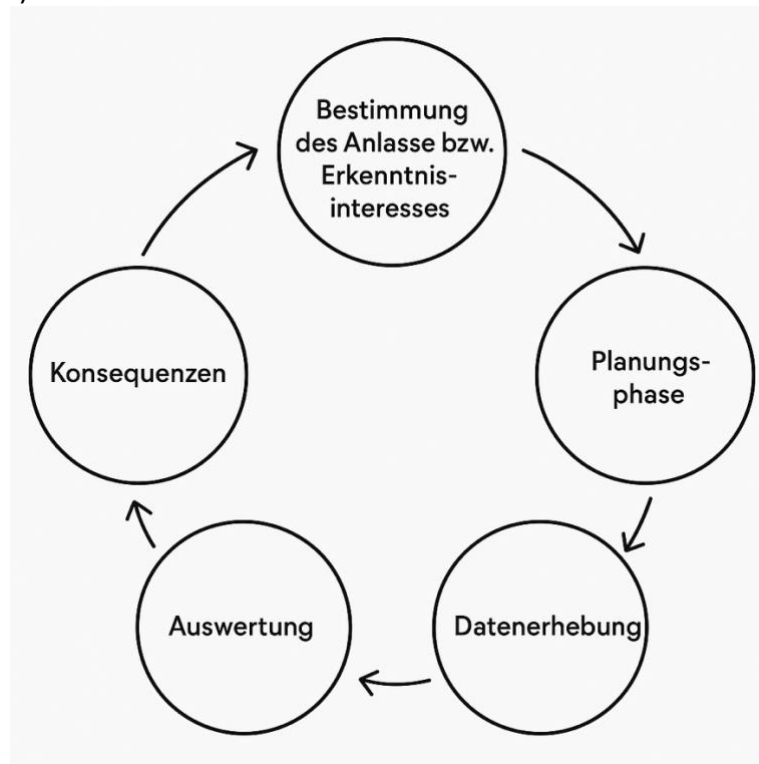 Bestimmung
des Anlasse bzw.
Erkenntnis-
interesses
Planungs-
phase
Datenerhebung
Auswertung
Konsequenzen